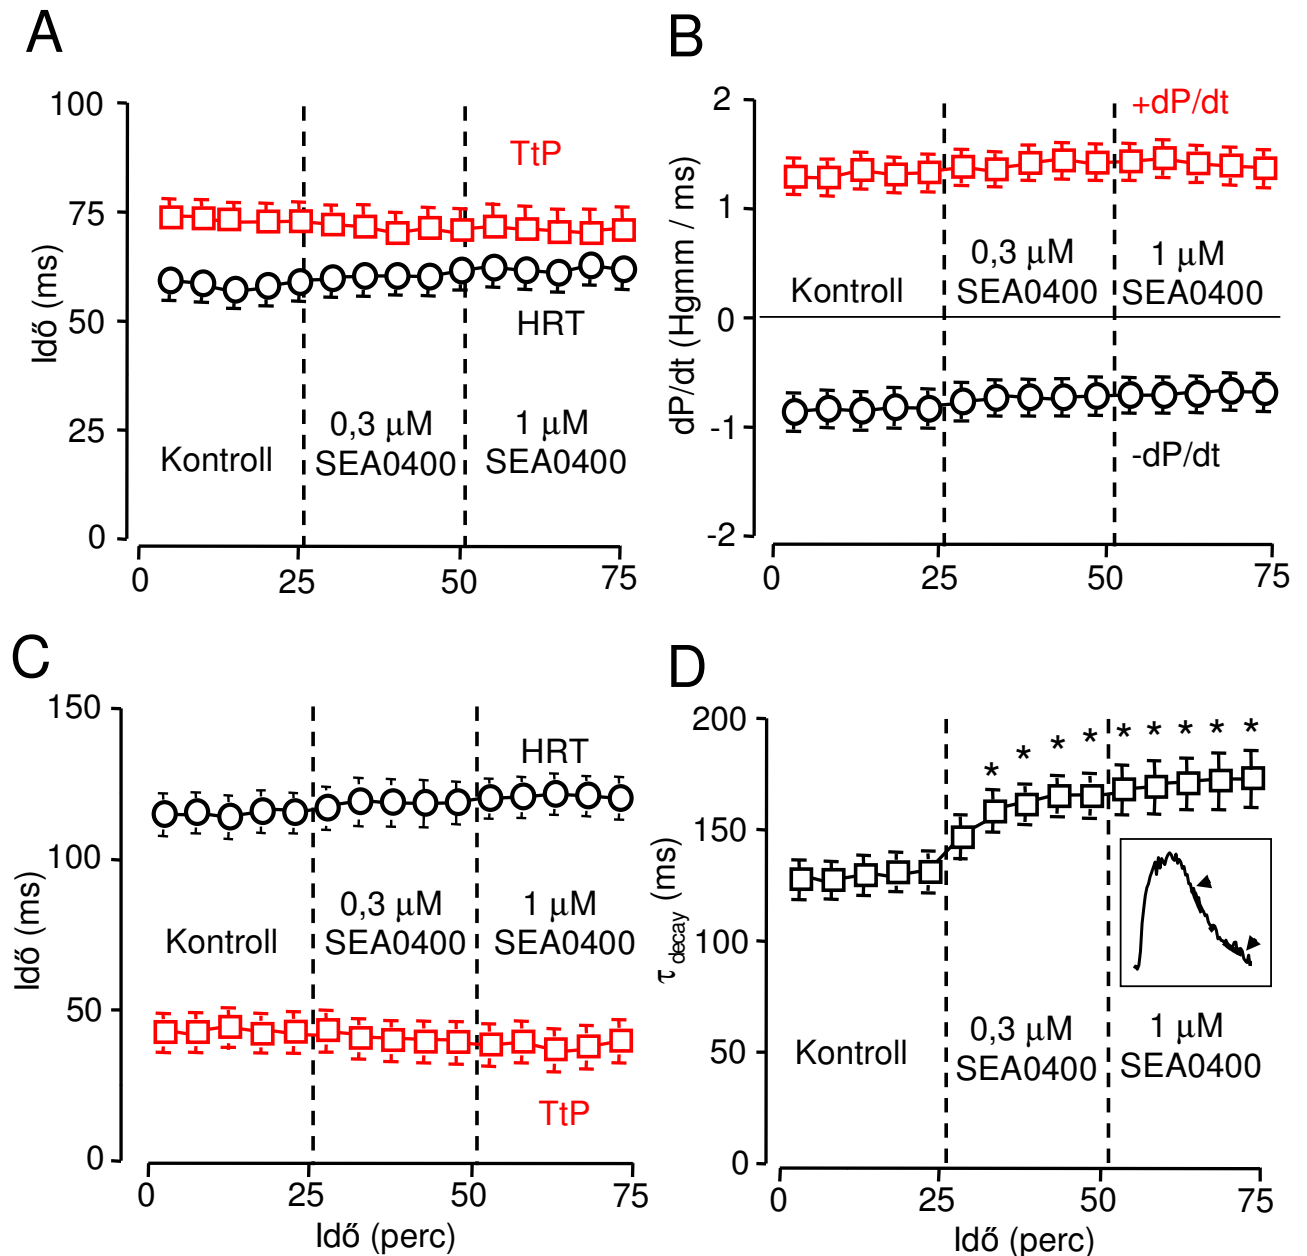 A
100
75
50
25
0
Idő (ms)
TtP
HRT
Kontroll
0,3 μM
SEA0400
1 μM
SEA0400
0
25
50
75
B
2
1
0
-1
-2
dP/dt (Hgmm / ms)
+dP/dt
Kontroll
0,3 μM
SEA0400
1 μM
SEA0400
-dP/dt
0
25
50
75
C
150
100
50
0
Idő (ms)
HRT
Kontroll
0,3 μM
SEA0400
1 μM
SEA0400
TtP
0
25
50
75
Idő (perc)
D
200
150
100
50
0
τdecay (ms)
* * * * * * * * *
Kontroll
0,3 μM
SEA0400
1 μM
SEA0400
0
25
50
75
Idő (perc)